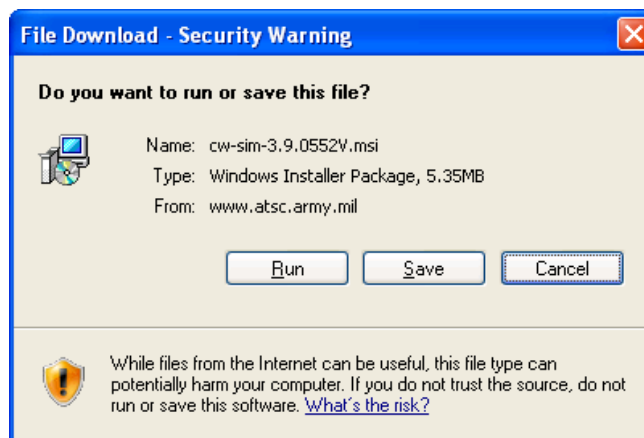 File Download - Security Warning
Do you want to run or save this file?
Name: cw-sim-3.9.0552V.msi
Type: Windows Installer Package, 5.35MB
From: www.atsc.army.mil
Run Save Cancel
While files from the Internet can be useful, this file type can
potentially harm your computer. If you do not trust the source, do not
run or save this software. What's the risk?